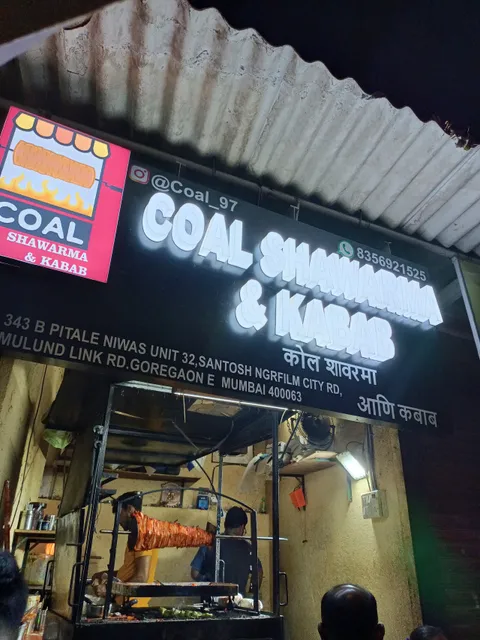 COAL
SHAWARMA
& KABAB
@Coal_97
8356921525
COAL SHAWARMA
& KABAB
कोल शावरमा
आणि कबाब
343 B PITALE NIWAS UNIT 32,SANTOSH NGRFILM CITY RD,
MULUND LINK RD.GOREGAON E MUMBAI 400063